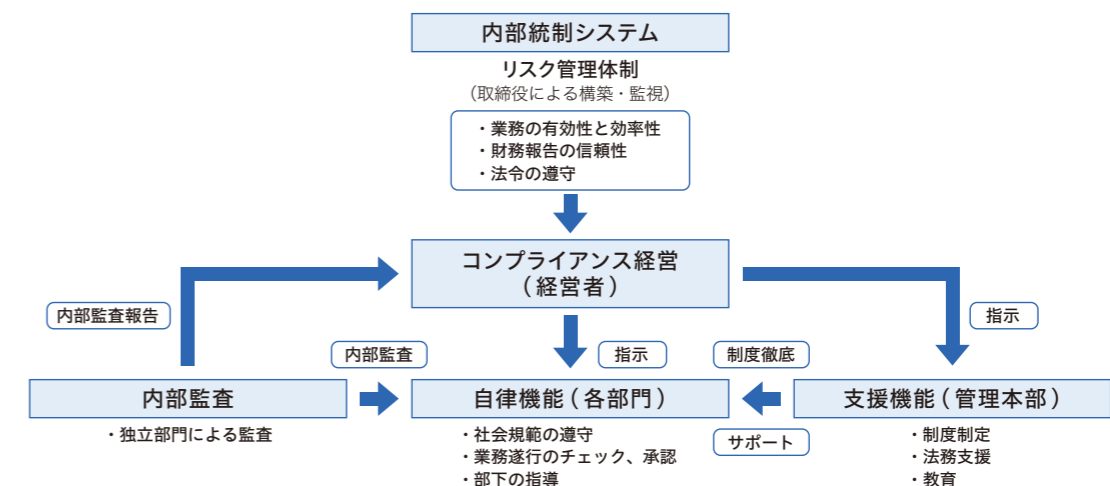 内部統制システム
リスク管理体制
（取締役による構築・監視）
・業務の有効性と効率性
・財務報告の信頼性
・法令の遵守
コンプライアンス経営
（経営者）
内部監査報告
指示
内部監査
指示
制度徹底
内部監査
自律機能（各部門）
支援機能（管理本部）
・独立部門による監査
・社会規範の遵守
・業務遂行のチェック、承認
・部下の指導
サポート
・制度制定
・法務支援
・教育